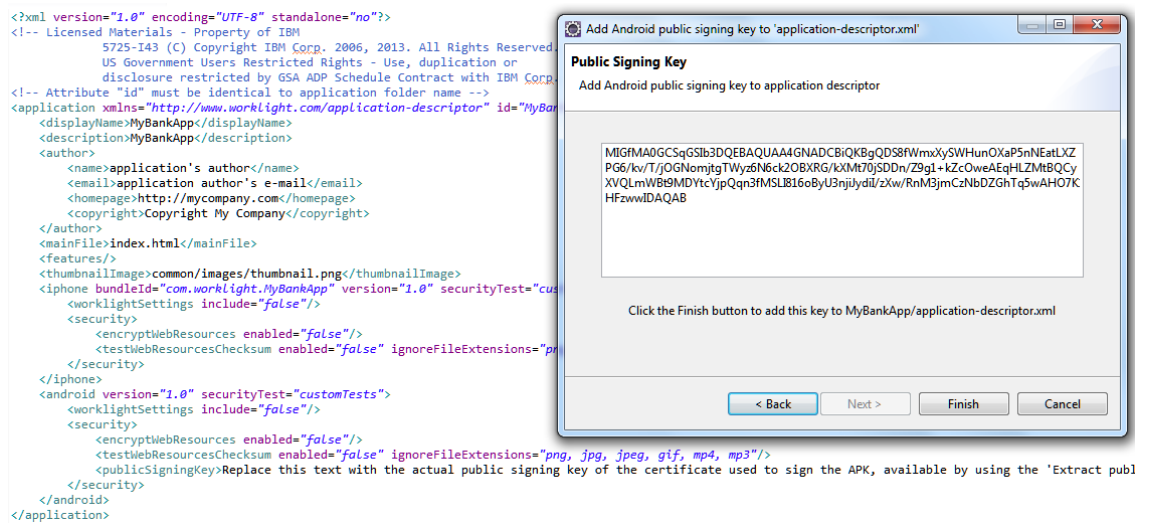 <?xml version="1.0" encoding="UTF-8" standalone="no"?>
<!-- Licensed Materials - Property of IBM
5725-I43 (C) Copyright IBM Corp. 2006, 2013. All Rights Reserved.
US Government Users Restricted Rights - Use, duplication or
disclosure restricted by GSA ADP Schedule Contract with IBM Corp.
<!-- Attribute "id" must be identical to application folder name -->
<application xmlns="http://www.worklight.com/application-descriptor" id="MyBan
<displayName>MyBankApp</displayName>
<description>MyBankApp</description>
<author>
<name>application's author</name>
<email>application author's e-mail</email>
<homepage>http://mycompany.com</homepage>
<copyright>Copyright My Company</copyright>
</author>
<mainFile>index.html</mainFile>
<features/>
<thumbnailImage>common/images/thumbnail.png</thumbnailImage>
<iphone bundleId="com.worklight.MyBankApp" version="1.0" securityTest="cus
<worklightSettings include="false"/>
<security>
<encryptWebResources enabled="false"/>
<testWebResourcesChecksum enabled="false" ignoreFileExtensions="pn
</security>
</iphone>
<android version="1.0" securityTest="customTests">
<worklightSettings include="false"/>
<security>
<encryptWebResources enabled="false"/>
<testWebResourcesChecksum enabled="false" ignoreFileExtensions="png, jpg, jpeg, gif, mp4, mp3"/>
<publicSigningKey>Replace this text with the actual public signing key of the certificate used to sign the APK, available by using the 'Extract publ
</security>
</android>
</application>
Add Android public signing key to 'application-descriptor.xml'
Public Signing Key
Add Android public signing key to application descriptor
MIGfMA0GCSqGSIb3DQEBAQUAA4GNADCBiQKBgQDS8fWmxXySWHunOXaP5nNEatLXZ
PG6/kv/T/jOGNomjtgTWyz6N6ck2OBXRG/kXMt70jSDDn/Z9g1+kZcOweAEqHLZMtBQCy
XVQLmWBt9MDYtcYjpQqn3fMSLI816oByU3njiJydiI/zXw/RnM3jmCzNbDZGhTq5wAHO7K
HFzwwIDAQAB
Click the Finish button to add this key to MyBankApp/application-descriptor.xml
< Back
Next >
Finish
Cancel